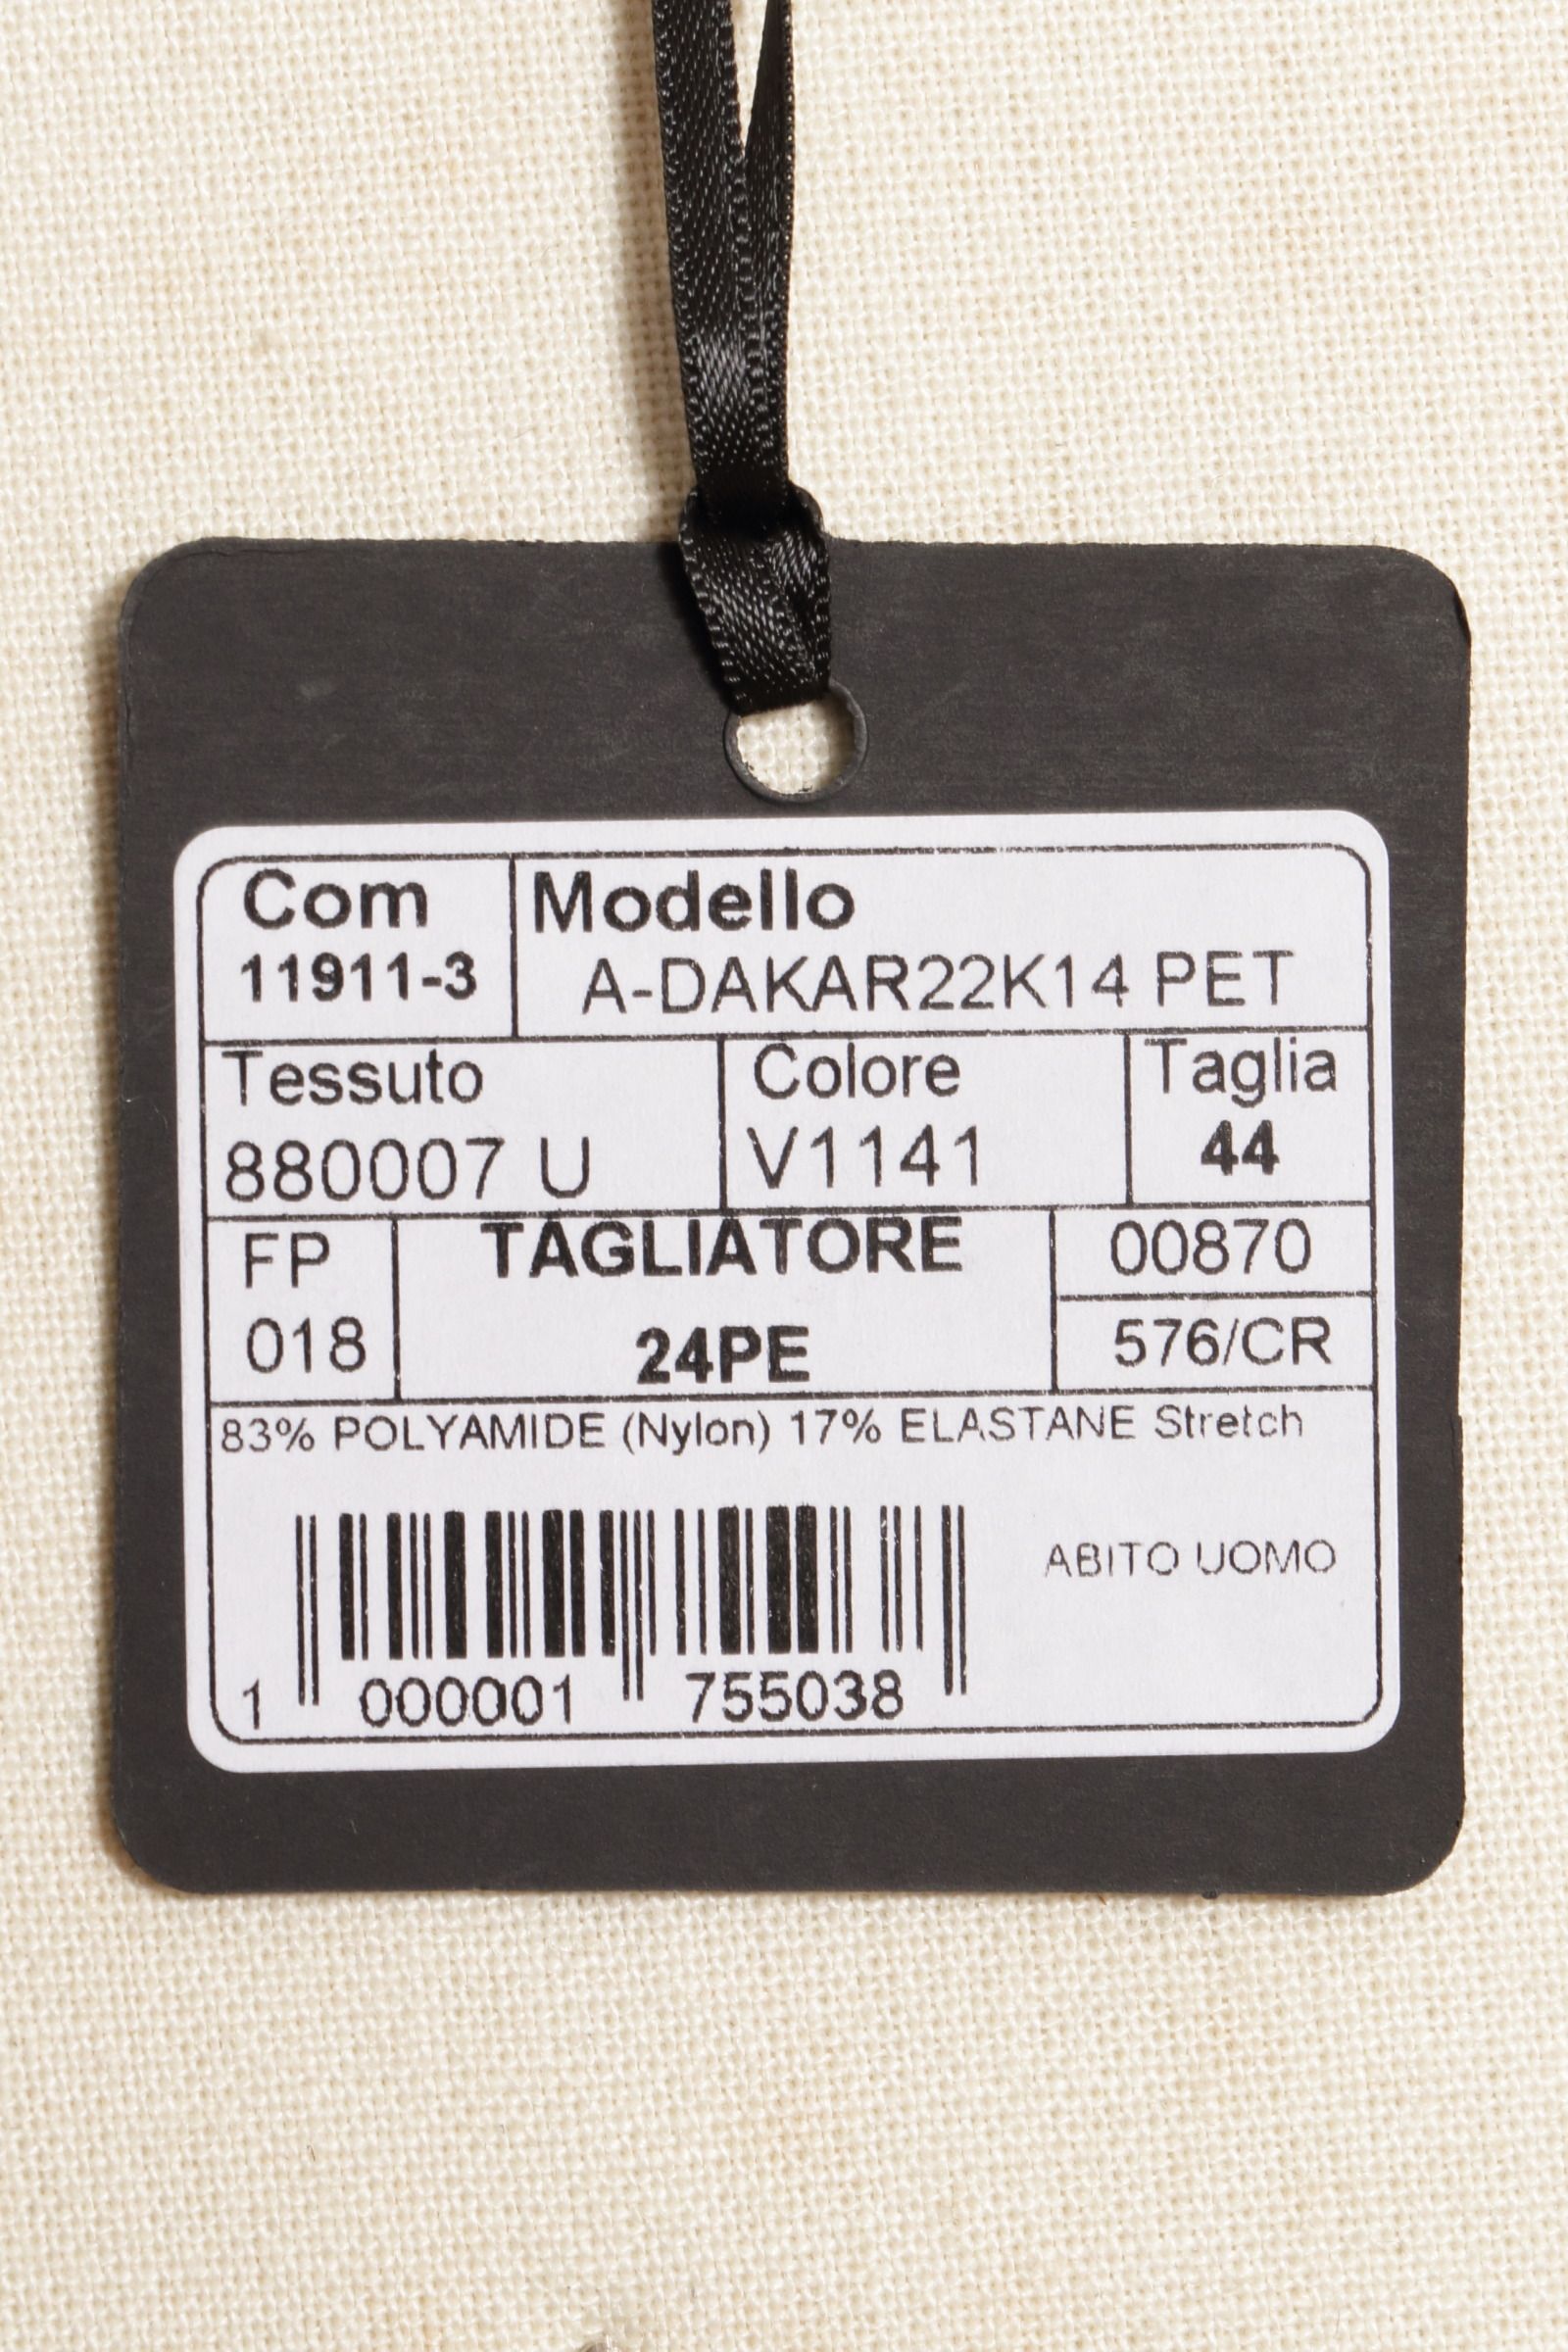 Com Modello
11911-3 A-DAKAR22K14 PET
Tessuto Colore Taglia
880007 U V1141 44
FP TAGLIATORE 00870
018 24PE 576/CR
83% POLYAMIDE (Nylon) 17% ELASTANE Stretch
ABITO UOMO
1 000001 755038